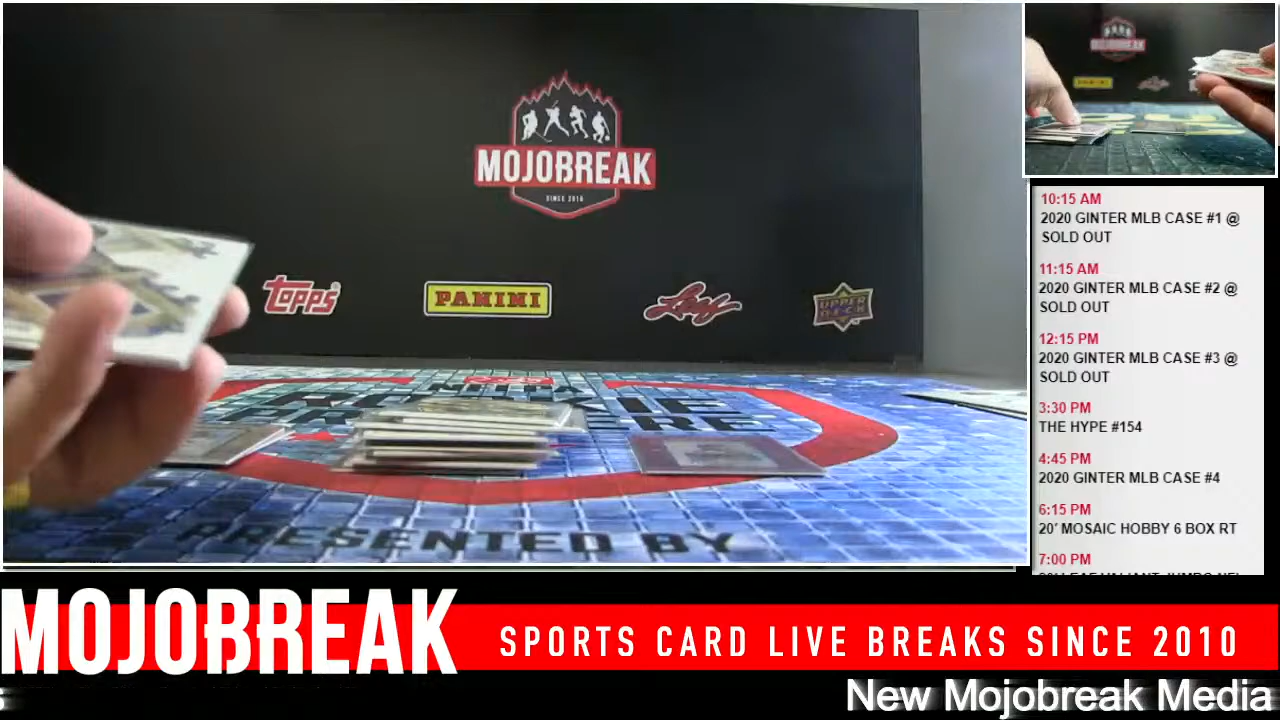 MOJOBREAK
SINCE 2010
TOPPS
PANINI
Leaf
UPPER DECK
PRESENTED BY
10:15 AM
2020 GINTER MLB CASE #1 @
SOLD OUT
11:15 AM
2020 GINTER MLB CASE #2 @
SOLD OUT
12:15 PM
2020 GINTER MLB CASE #3 @
SOLD OUT
3:30 PM
THE HYPE #154
4:45 PM
2020 GINTER MLB CASE #4
6:15 PM
20' MOSAIC HOBBY 6 BOX RT
7:00 PM
MOJOBREAK
SPORTS CARD LIVE BREAKS SINCE 2010
New Mojobreak Media